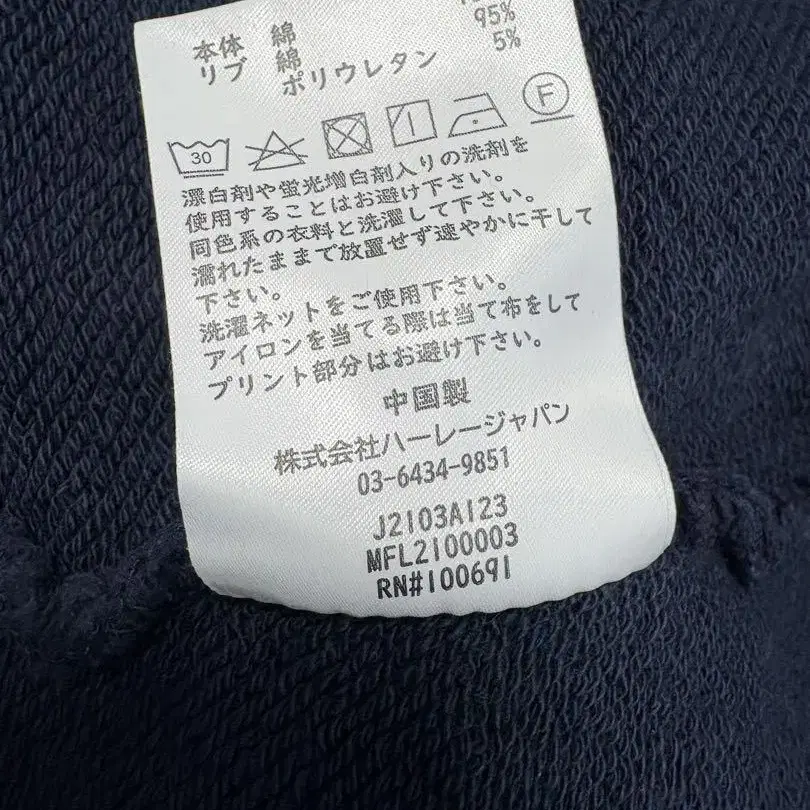 本体 綿
リブ 綿 95%
ポリウレタン 5%
30
F
漂白剤や蛍光増白剤入りの洗剤を
使用することはお避け下さい。
同色系の衣料と洗濯して下さい。
濡れたままで放置せず速やかに干して
下さい。
洗濯ネットをご使用下さい。
アイロンを当てる際は当て布をして
プリント部分はお避け下さい。
中国製
株式会社ハーレージャパン
03-6434-9851
J2103A123
MFL2100003
RN#100691